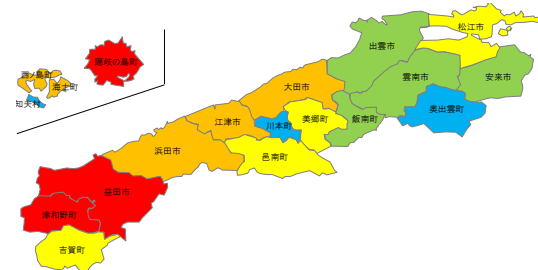 松江市
出雲市
隠岐の島町
西ノ島町
雲南市
安来市
海士町
大田市
知夫村
奥出雲町
美郷町
飯南町
江津市
川本町
浜田市
邑南町
益田市
津和野町
吉賀町